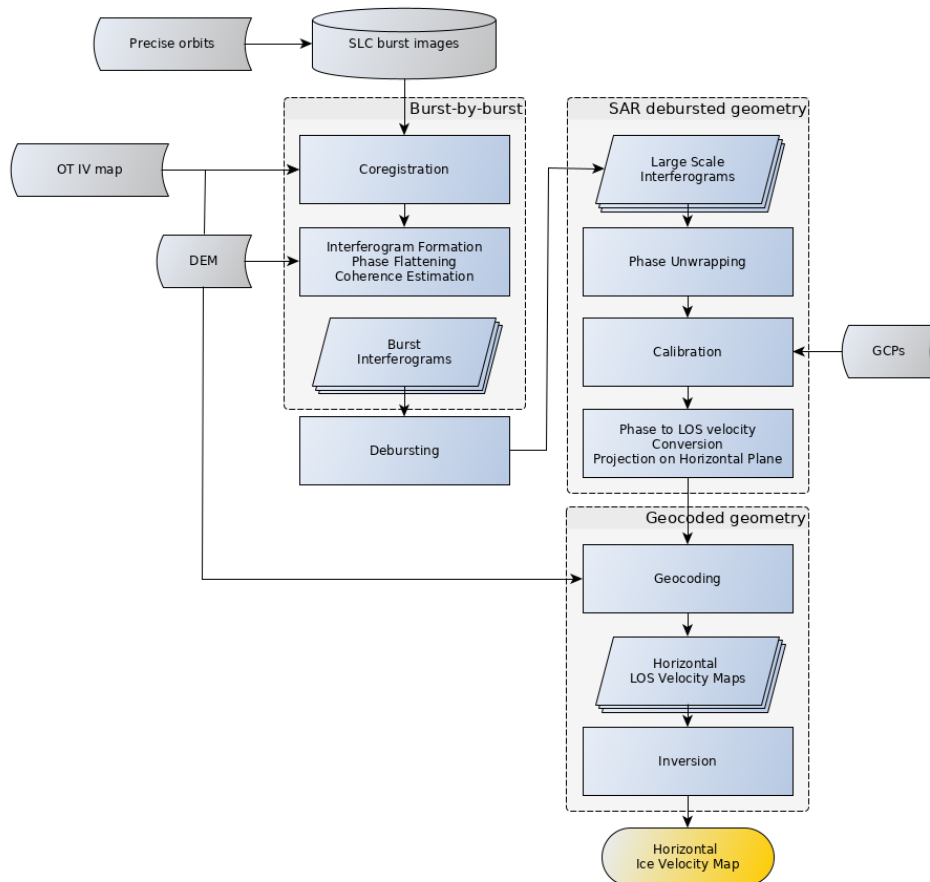 Precise orbits
SLC burst images
Burst-by-burst
OT IV map
Coregistration
DEM
Interferogram Formation
Phase Flattening
Coherence Estimation
Burst
Interferograms
Debursting
SAR debursted geometry
Large Scale
Interferograms
Phase Unwrapping
Calibration
GCPs
Phase to LOS velocity
Conversion
Projection on Horizontal Plane
Geocoded geometry
Geocoding
Horizontal
LOS Velocity Maps
Inversion
Horizontal
Ice Velocity Map